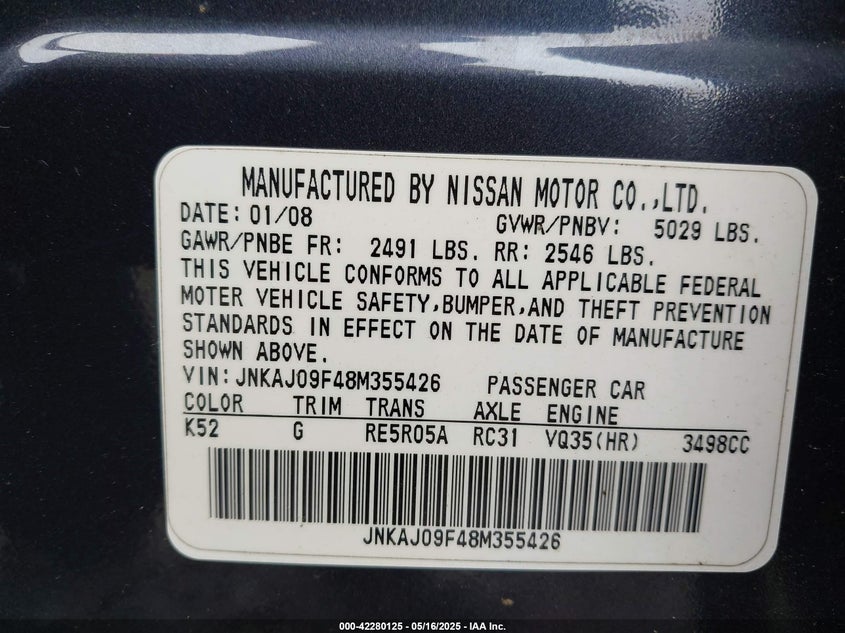 MANUFACTURED BY NISSAN MOTOR CO.,LTD.
DATE: 01/08 GVWR/PNBV: 5029 LBS.
GAWR/PNBE FR: 2491 LBS. RR: 2546 LBS.
THIS VEHICLE CONFORMS TO ALL APPLICABLE FEDERAL
MOTER VEHICLE SAFETY,BUMPER,AND THEFT PREVENTION
STANDARDS IN EFFECT ON THE DATE OF MANUFACTURE
SHOWN ABOVE.
VIN:JNKAJ09F48M355426 PASSENGER CAR
COLOR TRIM TRANS AXLE ENGINE
K52 G RE5R05A RC31 VQ35(HR) 3498CC
JNKAJ09F48M355426
000-42280125 - 05/16/2025 - IAA Inc.